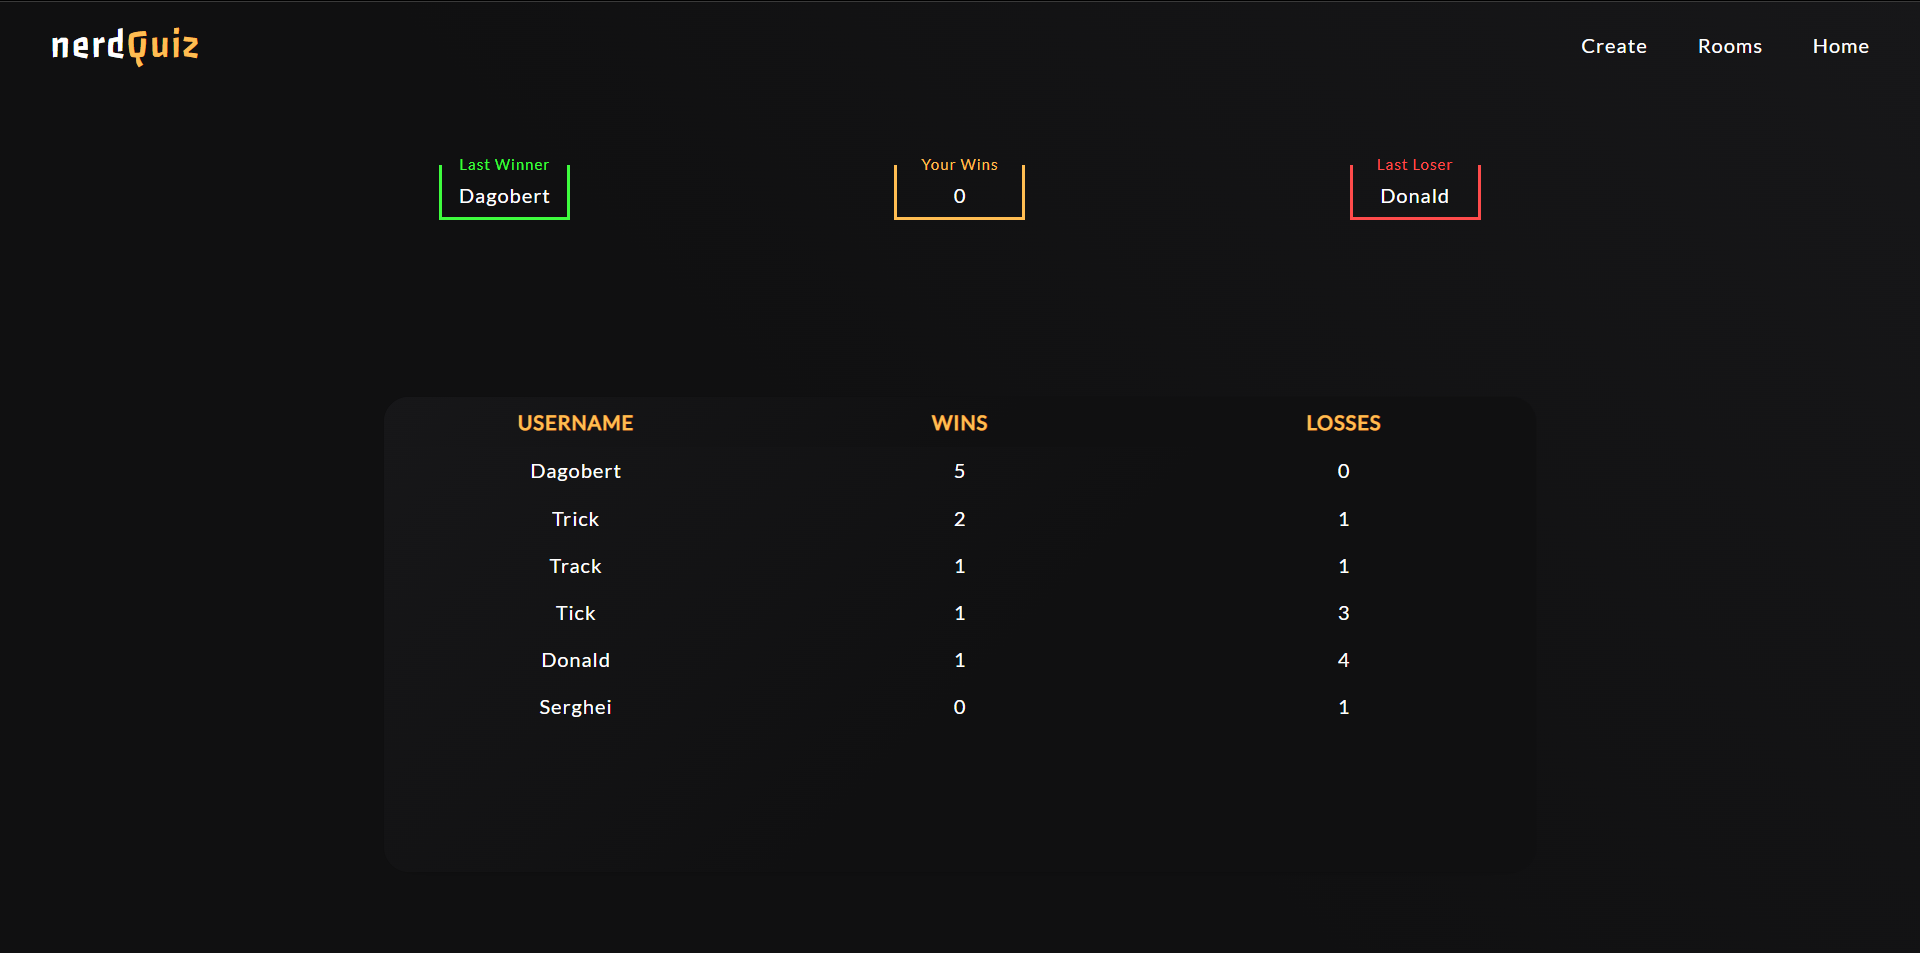 nerdQuiz Create Rooms Home
Last Winner Your Wins Last Loser
Dagobert 0 Donald
USERNAME WINS LOSSES
Dagobert 5 0
Trick 2 1
Track 1 1
Tick 1 3
Donald 1 4
Serghei 0 1